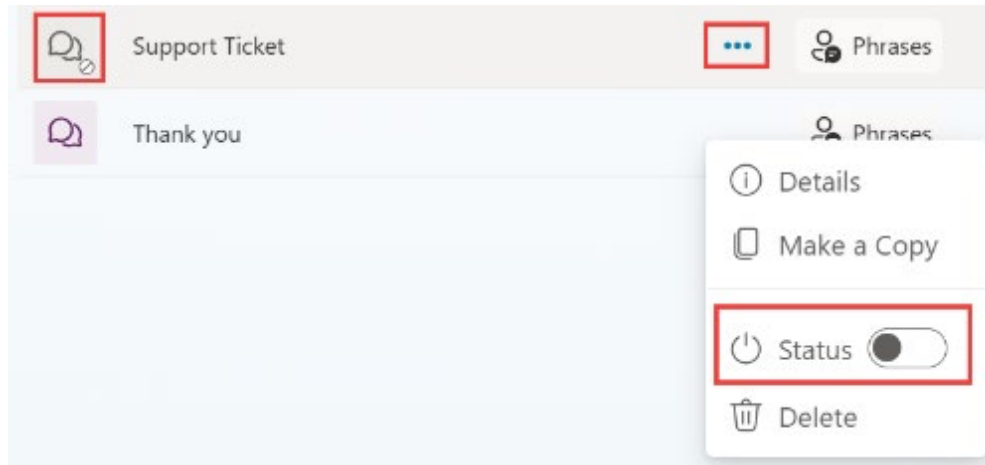 Support Ticket
Phrases
Thank you
Phrases
Details
Make a Copy
Status
Delete